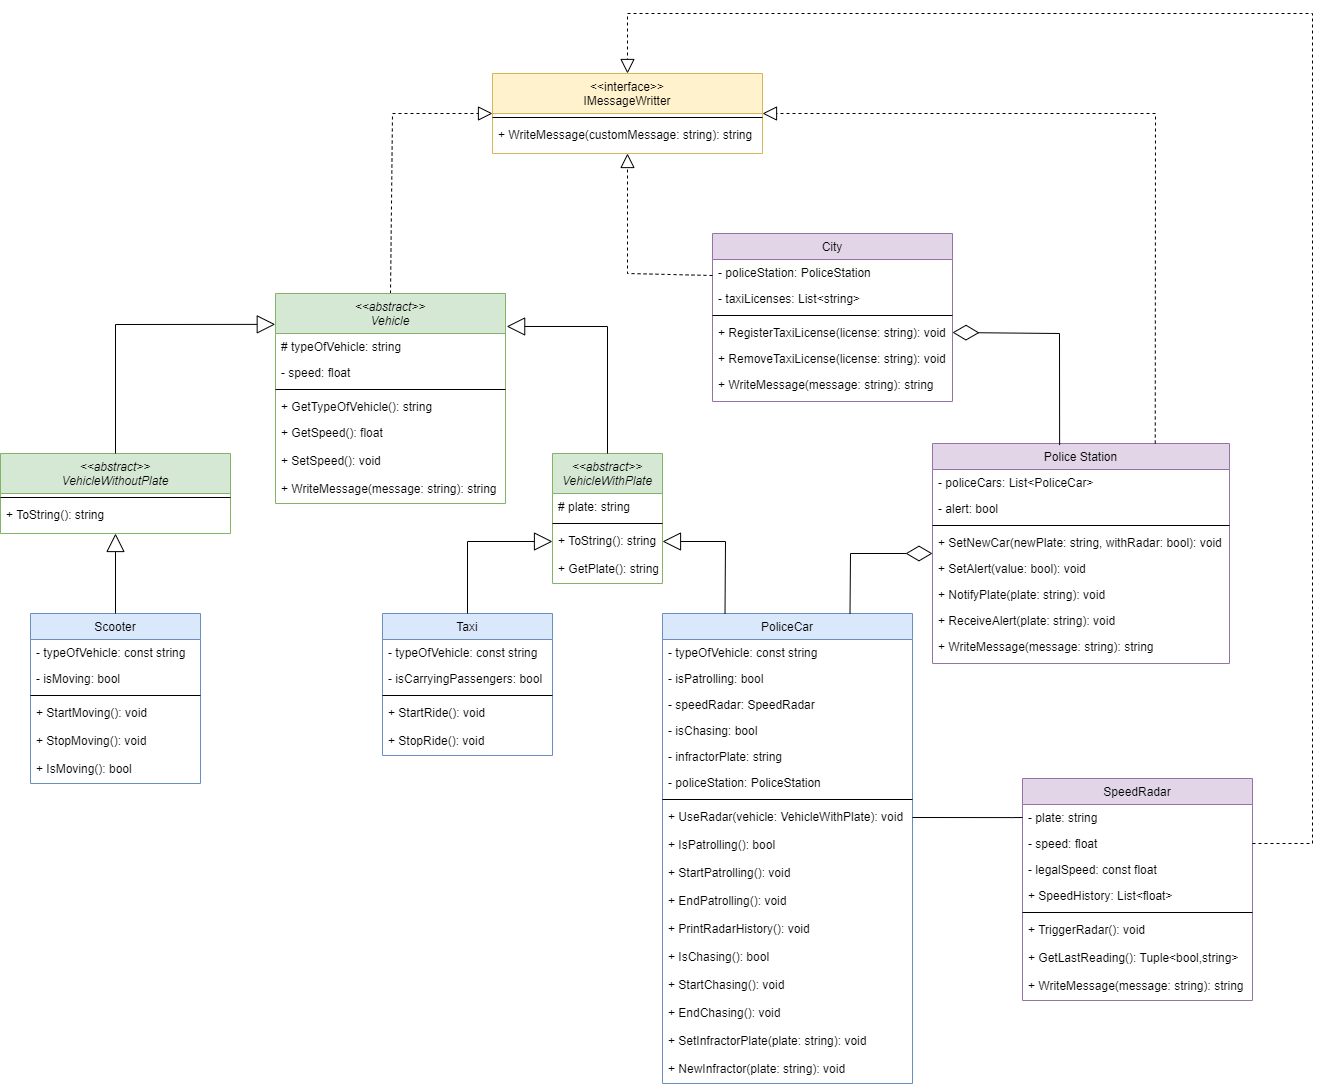 <<interface>>
IMessageWritter
+ WriteMessage(customMessage: string): string
City
- policeStation: PoliceStation
- taxiLicenses: List<string>
+ RegisterTaxiLicense(license: string): void
+ RemoveTaxiLicense(license: string): void
+ WriteMessage(message: string): string
<<abstract>>
Vehicle
# typeOfVehicle: string
- speed: float
+ GetTypeOfVehicle(): string
+ GetSpeed(): float
+ SetSpeed(): void
+ WriteMessage(message: string): string
<<abstract>>
VehicleWithoutPlate
+ ToString(): string
<<abstract>>
VehicleWithPlate
# plate: string
+ ToString(): string
+ GetPlate(): string
Police Station
- policeCars: List<PoliceCar>
- alert: bool
+ SetNewCar(newPlate: string, withRadar: bool): void
+ SetAlert(value: bool): void
+ NotifyPlate(plate: string): void
+ ReceiveAlert(plate: string): void
+ WriteMessage(message: string): string
Scooter
- typeOfVehicle: const string
- isMoving: bool
+ StartMoving(): void
+ StopMoving(): void
+ IsMoving(): bool
Taxi
- typeOfVehicle: const string
- isCarryingPassengers: bool
+ StartRide(): void
+ StopRide(): void
PoliceCar
- typeOfVehicle: const string
- isPatrolling: bool
- speedRadar: SpeedRadar
- isChasing: bool
- infractorPlate: string
- policeStation: PoliceStation
+ UseRadar(vehicle: VehicleWithPlate): void
+ IsPatrolling(): bool
+ StartPatrolling(): void
+ EndPatrolling(): void
+ PrintRadarHistory(): void
+ IsChasing(): bool
+ StartChasing(): void
+ EndChasing(): void
+ SetInfractorPlate(plate: string): void
+ NewInfractor(plate: string): void
SpeedRadar
- plate: string
- speed: float
- legalSpeed: const float
+ SpeedHistory: List<float>
+ TriggerRadar(): void
+ GetLastReading(): Tuple<bool,string>
+ WriteMessage(message: string): string